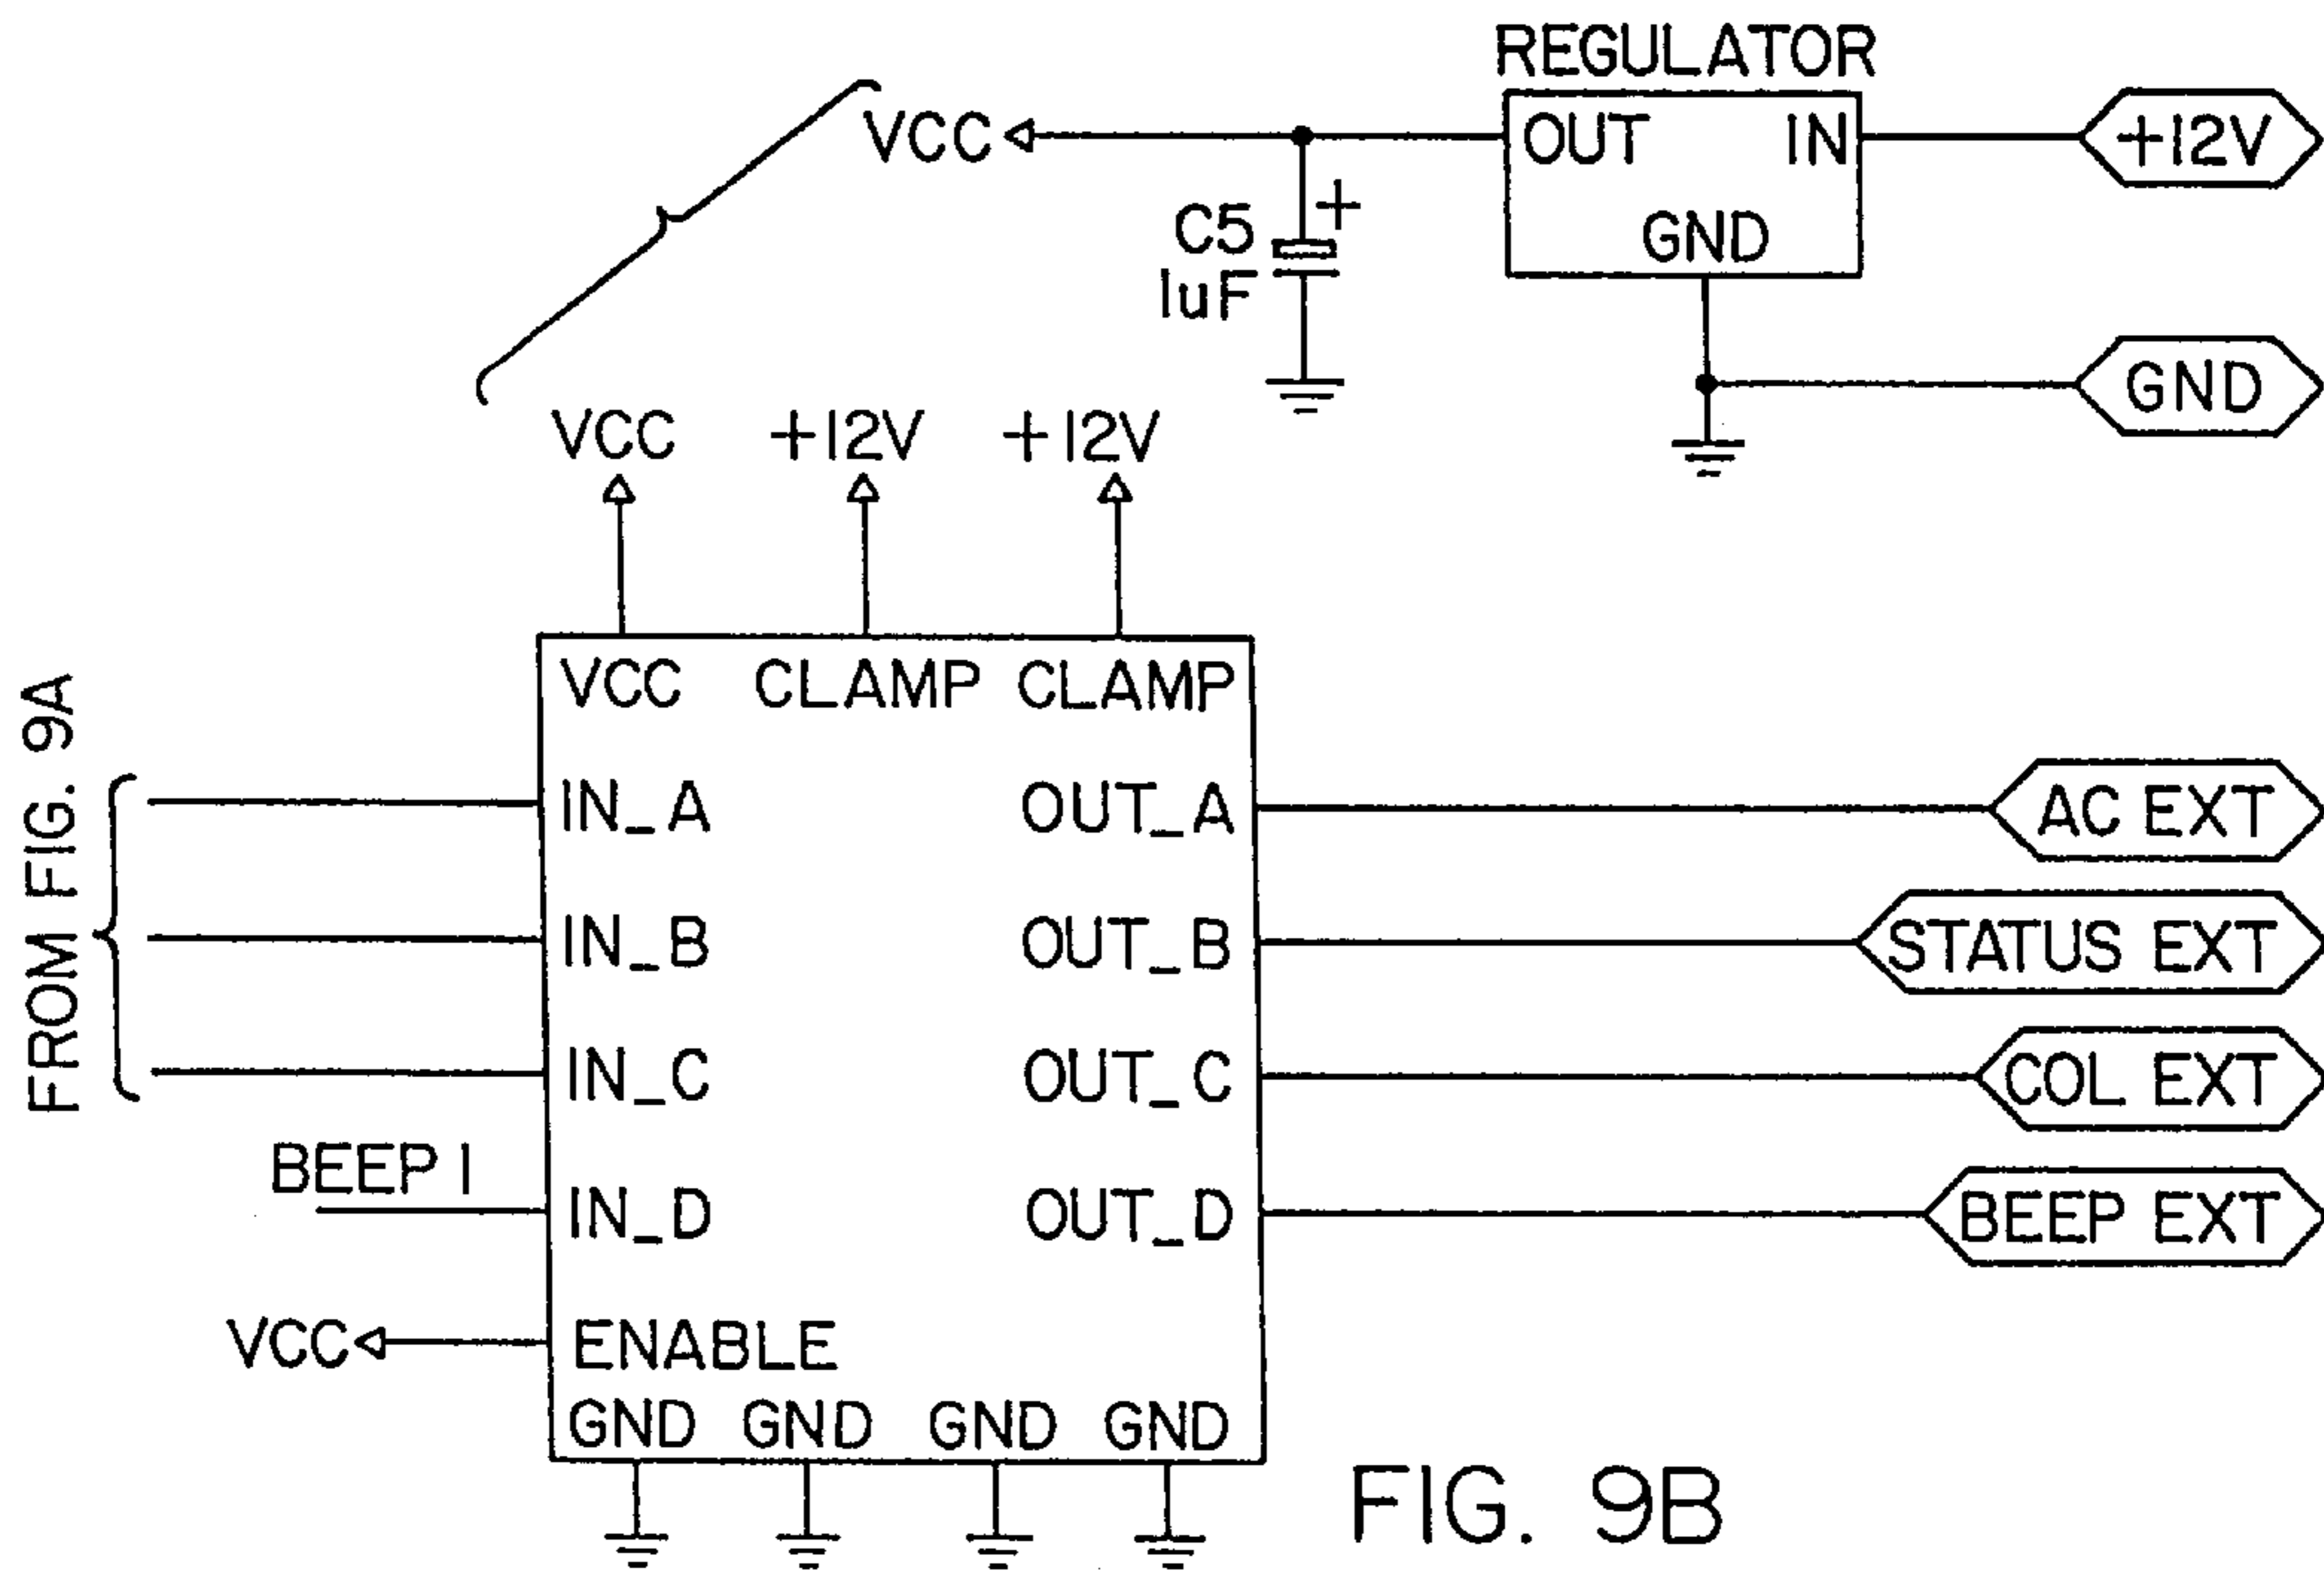 REGULATOR
VCC
OUT
IN
+12V
GND
C5
+
1uF
GND
VCC
+12V
+12V
VCC
CLAMP
CLAMP
FROM FIG. 9A
IN_A
OUT_A
AC EXT
IN_B
OUT_B
STATUS EXT
IN_C
OUT_C
COL EXT
BEEP 1
IN_D
OUT_D
BEEP EXT
VCC
ENABLE
GND
GND
GND
GND
FIG. 9B